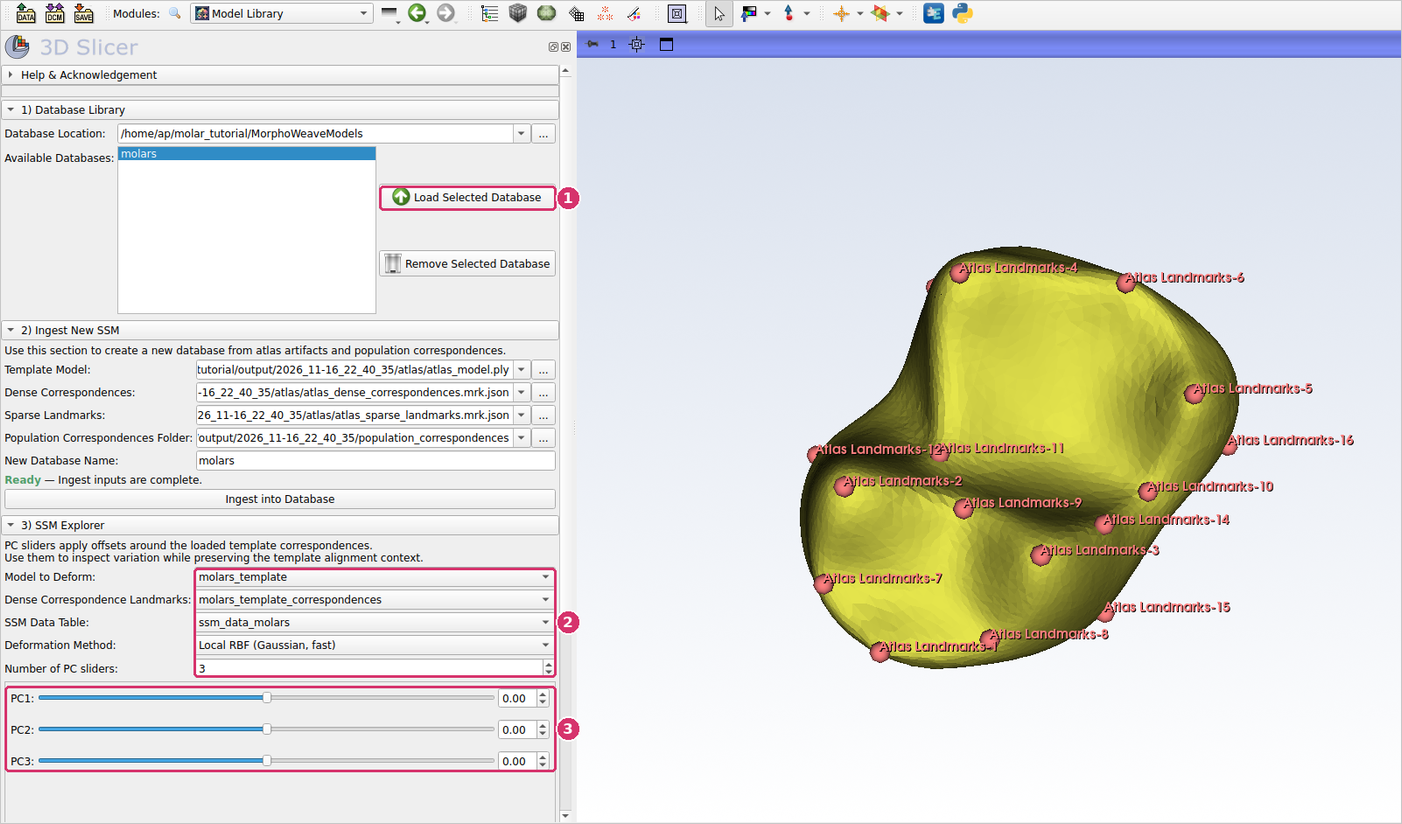 DATA DCM SAVE Modules: Model Library
3D Slicer
1
Help & Acknowledgement
1) Database Library
Database Location: /home/ap/molar_tutorial/MorphoWeaveModels ...
Available Databases: molars
Load Selected Database 1
Remove Selected Database
2) Ingest New SSM
Use this section to create a new database from atlas artifacts and population correspondences.
Template Model: tutorial/output/2026_11-16_22_40_35/atlas/atlas_model.ply ...
Dense Correspondences: -16_22_40_35/atlas/atlas_dense_correspondences.mrk.json ...
Sparse Landmarks: 26_11-16_22_40_35/atlas/atlas_sparse_landmarks.mrk.json ...
Population Correspondences Folder: 'output/2026_11-16_22_40_35/population_correspondences ...
New Database Name: molars
Ready — Ingest inputs are complete.
Ingest into Database
3) SSM Explorer
PC sliders apply offsets around the loaded template correspondences.
Use them to inspect variation while preserving the template alignment context.
Model to Deform: molars_template
Dense Correspondence Landmarks: molars_template_correspondences
SSM Data Table: ssm_data_molars 2
Deformation Method: Local RBF (Gaussian, fast)
Number of PC sliders: 3
PC1: 0.00
PC2: 0.00 3
PC3: 0.00
Atlas Landmarks-4
Atlas Landmarks-6
Atlas Landmarks-5
Atlas Landmarks-16
Atlas Landmarks-12
Atlas Landmarks-11
Atlas Landmarks-2
Atlas Landmarks-10
Atlas Landmarks-9
Atlas Landmarks-14
Atlas Landmarks-3
Atlas Landmarks-7
Atlas Landmarks-15
Atlas Landmarks-8
Atlas Landmarks-1